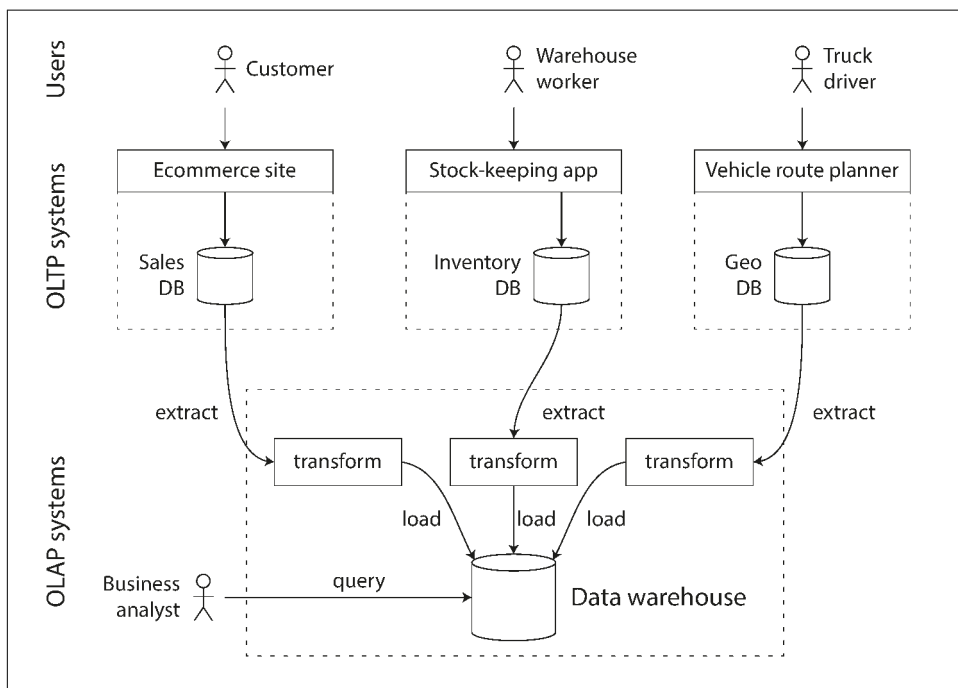 Users
Customer
Warehouse
worker
Truck
driver
OLTP systems
Ecommerce site
Stock-keeping app
Vehicle route planner
Sales
DB
Inventory
DB
Geo
DB
extract
extract
extract
OLAP systems
transform
transform
transform
load
load
load
Business
analyst
query
Data warehouse